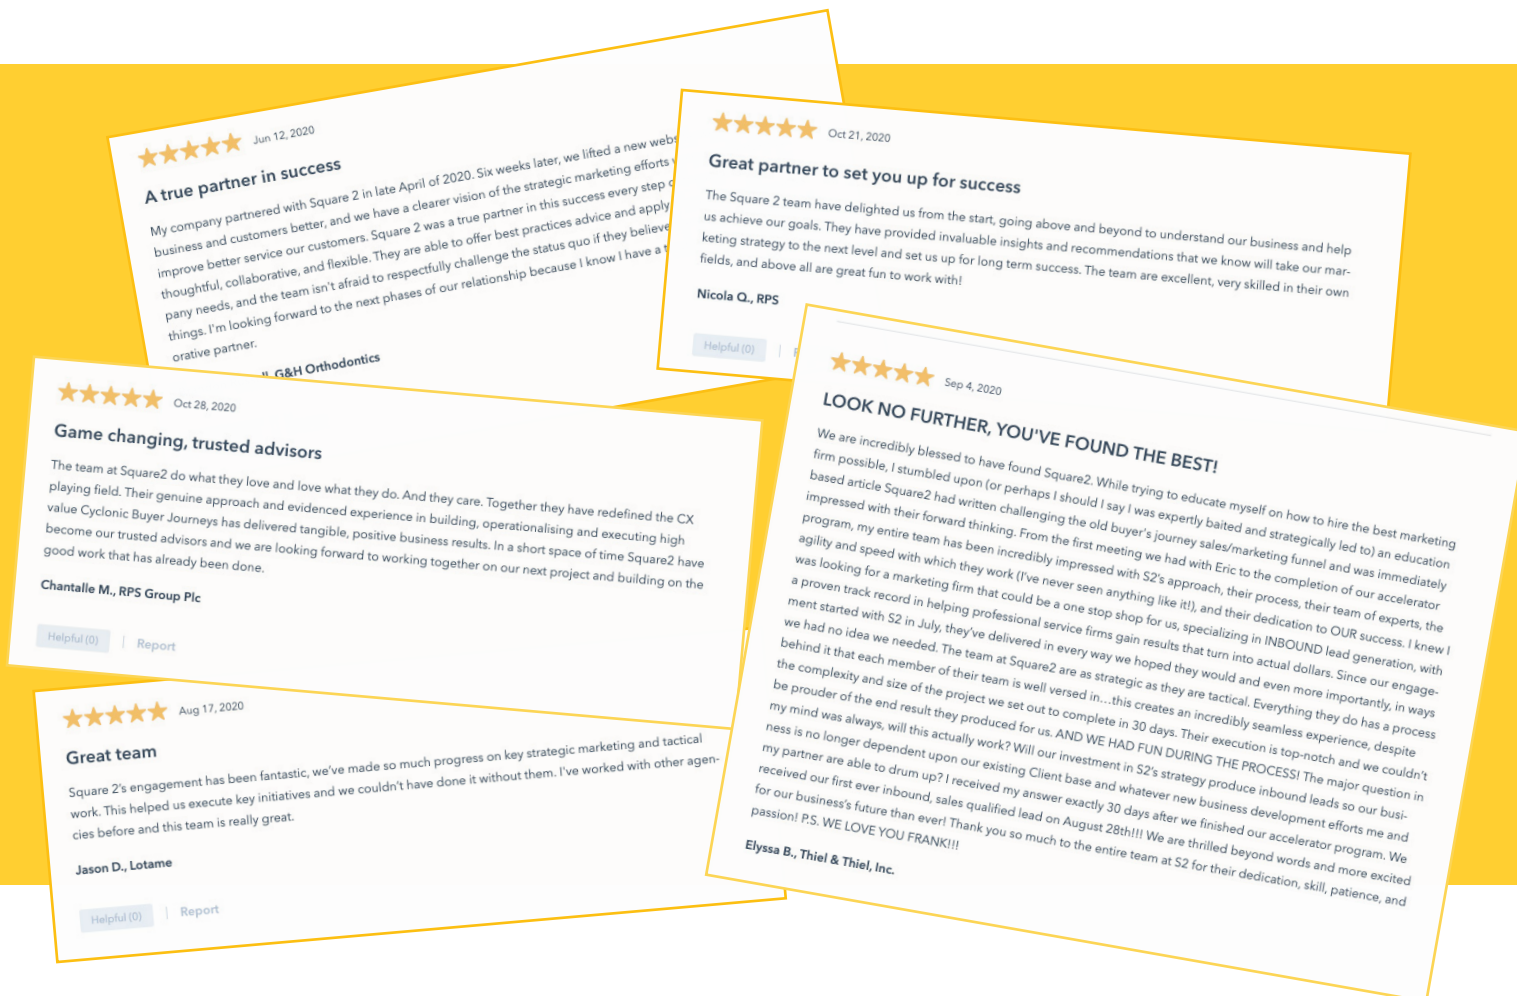 Jun 12, 2020
A true partner in success
My company partnered with Square 2 in late April of 2020. Six weeks later, we lifted a new
business and customers better, and we have a clearer vision of the strategic marketing efforts
improve better service our customers. Square 2 was a true partner in this success every step
thoughtful, collaborative, and flexible. They are able to offer best practices advice and apply
pany needs, and the team isn't afraid to respectfully challenge the status quo if they believe
things. I'm looking forward to the next phases of our relationship because I know I have a
orative partner.
G&H Orthodontics
Oct 21, 2020
Great partner to set you up for success
The Square 2 team have delighted us from the start, going above and beyond to understand our business and help
us achieve our goals. They have provided invaluable insights and recommendations that we know will take our mar-
keting strategy to the next level and set us up for long term success. The team are excellent, very skilled in their own
fields, and above all are great fun to work with!
Nicola Q., RPS
Helpful (0) |
Oct 28, 2020
Game changing, trusted advisors
The team at Square2 do what they love and love what they do. And they care. Together they have redefined the CX
playing field. Their genuine approach and evidenced experience in building, operationalising and executing high
value Cyclonic Buyer Journeys has delivered tangible, positive business results. In a short space of time Square2 have
become our trusted advisors and we are looking forward to working together on our next project and building on the
good work that has already been done.
Chantalle M., RPS Group Plc
Helpful (0) | Report
Sep 4, 2020
LOOK NO FURTHER, YOU'VE FOUND THE BEST!
We are incredibly blessed to have found Square2. While trying to educate myself on how to hire the best marketing
firm possible, I stumbled upon (or perhaps I should I say I was expertly baited and strategically led to) an education
based article Square2 had written challenging the old buyer's journey sales/marketing funnel and was immediately
impressed with their forward thinking. From the first meeting we had with Eric to the completion of our accelerator
program, my entire team has been incredibly impressed with S2's approach, their process, their team of experts, the
agility and speed with which they work (I've never seen anything like it!), and their dedication to OUR success. I knew I
was looking for a marketing firm that could be a one stop shop for us, specializing in INBOUND lead generation, with
a proven track record in helping professional service firms gain results that turn into actual dollars. Since our engage-
ment started with S2 in July, they've delivered in every way we hoped they would and even more importantly, in ways
we had no idea we needed. The team at Square2 are as strategic as they are tactical. Everything they do has a process
behind it that each member of their team is well versed in...this creates an incredibly seamless experience, despite
the complexity and size of the project we set out to complete in 30 days. Their execution is top-notch and we couldn't
be prouder of the end result they produced for us. AND WE HAD FUN DURING THE PROCESS! The major question in
my mind was always, will this actually work? Will our investment in S2's strategy produce inbound leads so our busi-
ness is no longer dependent upon our existing Client base and whatever new business development efforts me and
my partner are able to drum up? I received my answer exactly 30 days after we finished our accelerator program. We
received our first ever inbound, sales qualified lead on August 28th!!! We are thrilled beyond words and more excited
for our business's future than ever! Thank you so much to the entire team at S2 for their dedication, skill, patience, and
passion! P.S. WE LOVE YOU FRANK!!!
Elyssa B., Thiel & Thiel, Inc.
Aug 17, 2020
Great team
Square 2's engagement has been fantastic, we've made so much progress on key strategic marketing and tactical
work. This helped us execute key initiatives and we couldn't have done it without them. I've worked with other agen-
cies before and this team is really great.
Jason D., Lotame
Helpful (0) | Report